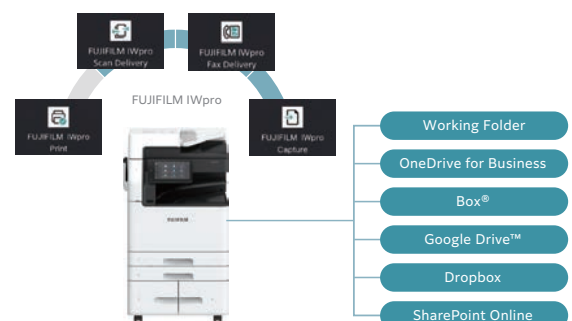 FUJIFILM IWpro
Scan Delivery
FUJIFILM IWpro
Fax Delivery
FUJIFILM IWpro
Print
FUJIFILM IWpro
FUJIFILM IWpro
Capture
FUJIFILM
Working Folder
OneDrive for Business
Box®
Google Drive™
Dropbox
SharePoint Online